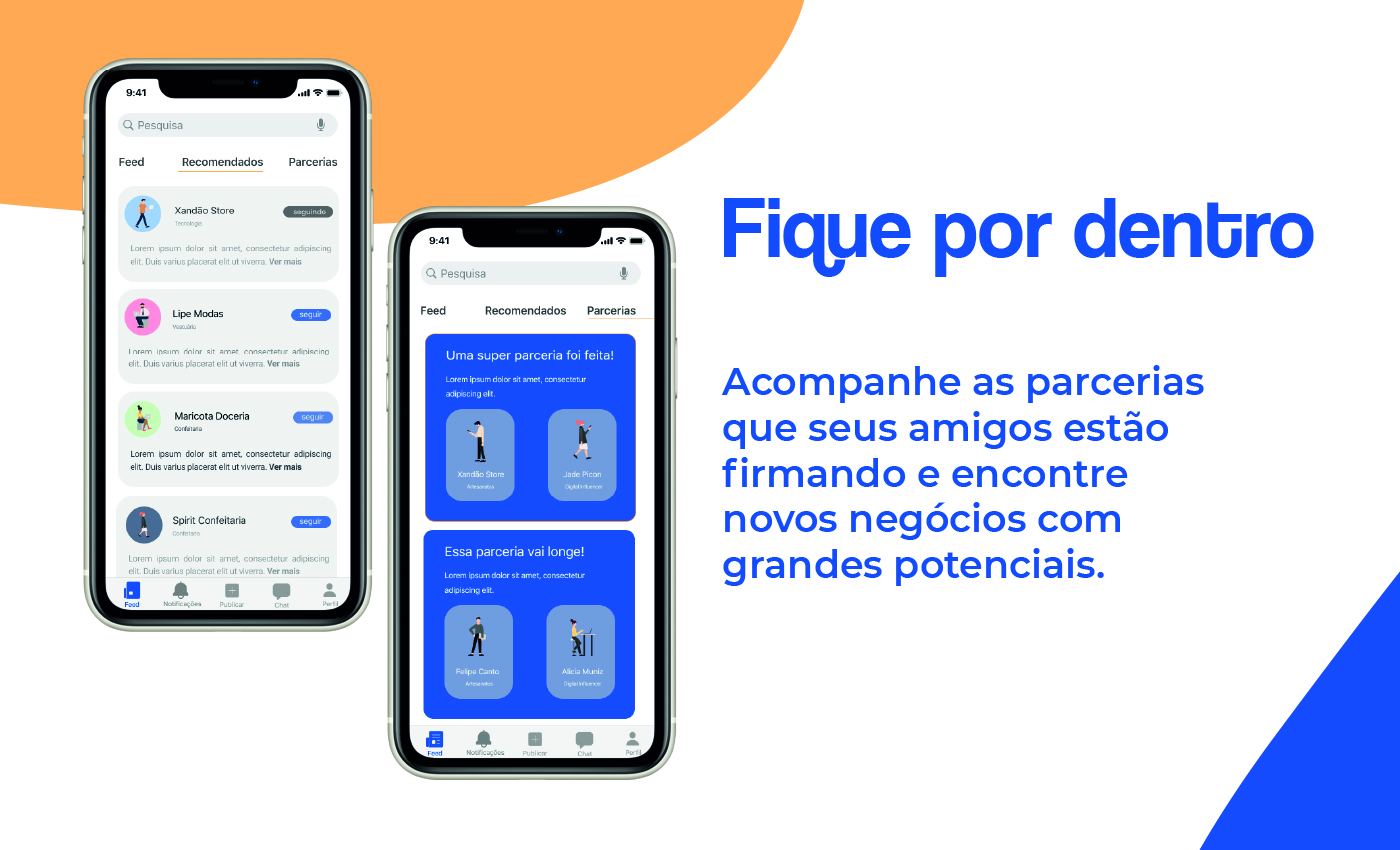 9:41
Pesquisa
Feed Recomendados Parcerias
Xandão Store seguindo
Tecnologia
Lorem ipsum dolor sit amet, consectetur adipiscing
elit. Duis varius placerat elit ut viverra. Ver mais
Lipe Modas seguir
Vestuário
Lorem ipsum dolor sit amet, consectetur adipiscing
elit. Duis varius placerat elit ut viverra. Ver mais
Maricota Doceria seguir
Confeitaria
Lorem ipsum dolor sit amet, consectetur adipiscing
elit. Duis varius placerat elit ut viverra. Ver mais
Spirit Confeitaria seguir
Confeitaria
Lorem ipsum dolor sit amet, consectetur adipiscing
elit. Duis varius placerat elit ut viverra. Ver mais
Feed Notificações Publicar Chat Perfil
9:41
Pesquisa
Feed Recomendados Parcerias
Uma super parceria foi feita!
Lorem ipsum dolor sit amet, consectetur
adipiscing elit.
Xandão Store Jade Picon
Artesanatos Digital Influencer
Essa parceria vai longe!
Lorem ipsum dolor sit amet, consectetur
adipiscing elit.
Felipe Canto Alicia Muniz
Artesanatos Digital Influencer
Feed Notificações Publicar Chat Perfil
Fique por dentro
Acompanhe as parcerias
que seus amigos estão
firmando e encontre
novos negócios com
grandes potenciais.